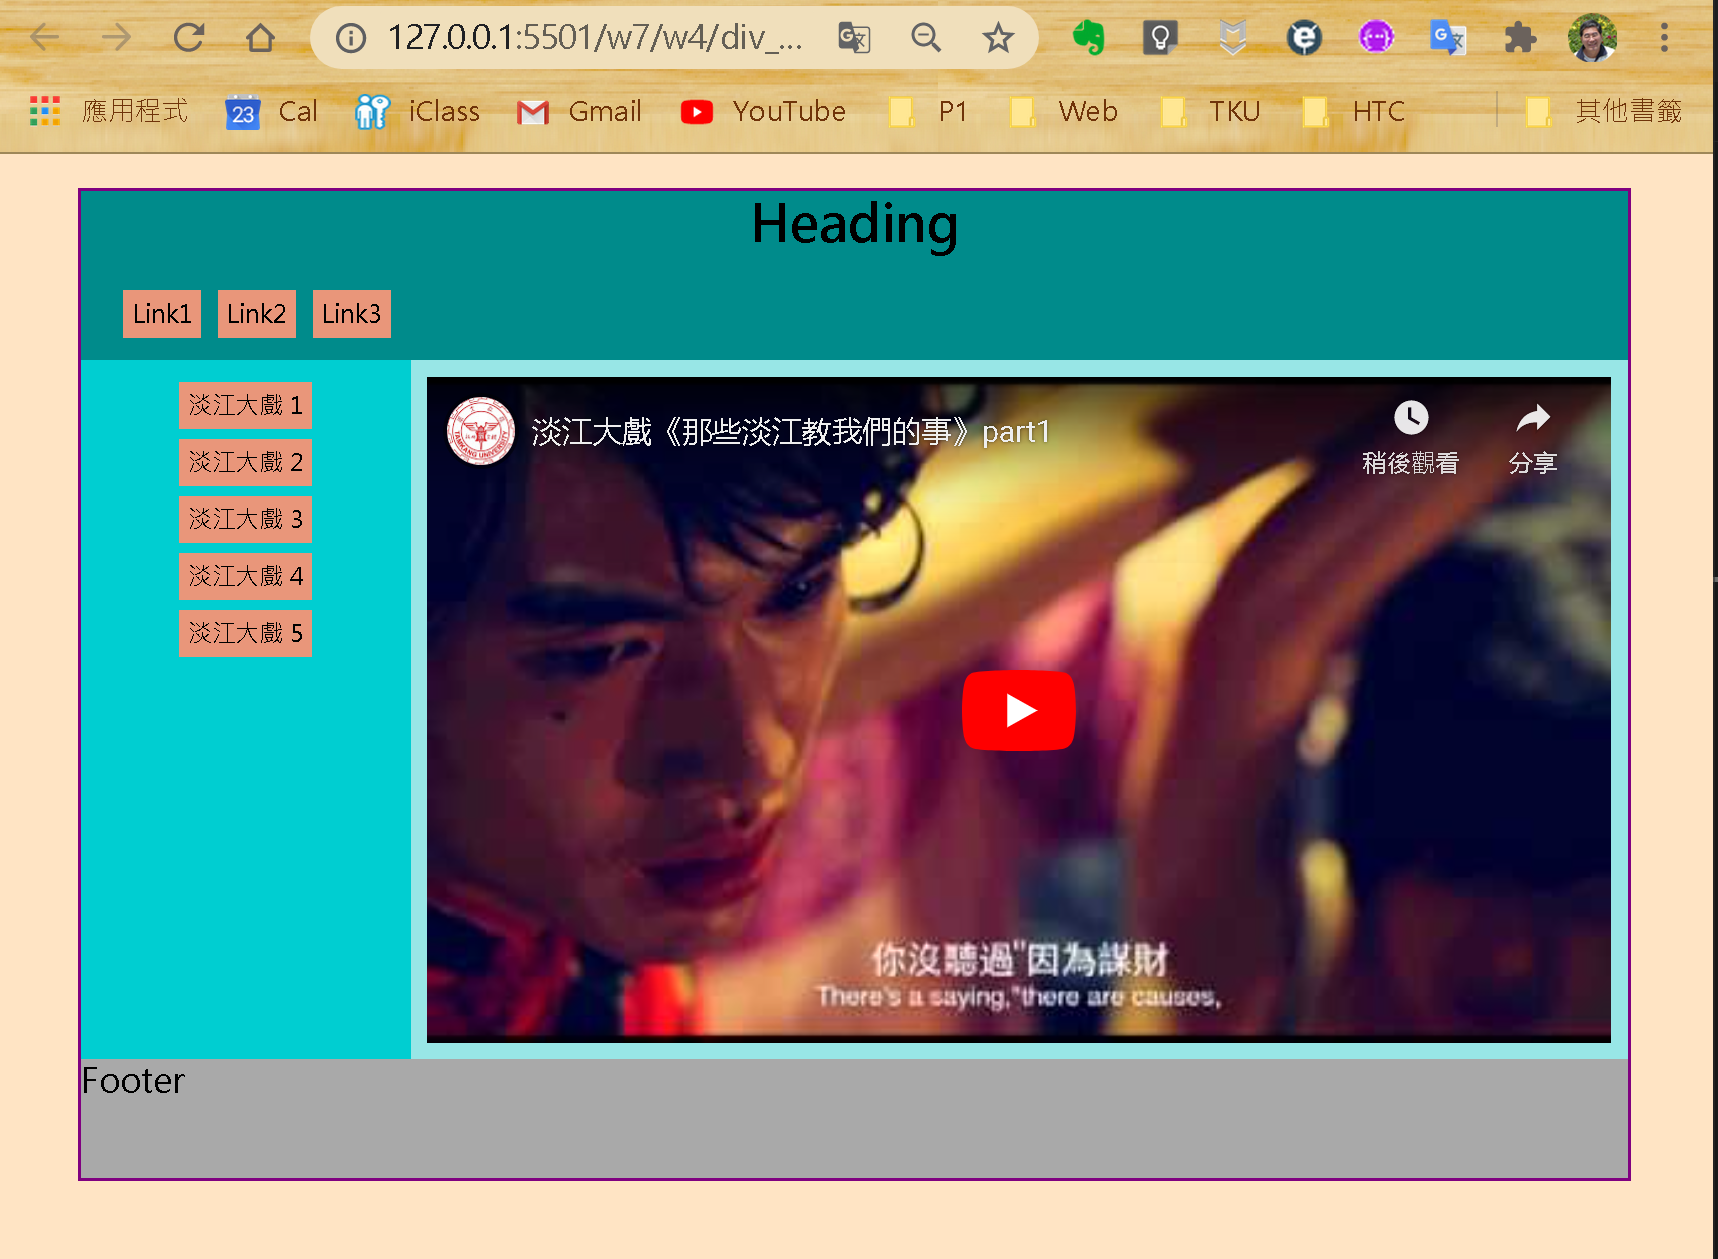 127.0.0.1:5501/w7/w4/div_...
應用程式 23 Cal iClass Gmail YouTube P1 Web TKU HTC 其他書籤
Heading
Link1 Link2 Link3
淡江大戲 1
淡江大戲 2
淡江大戲 3
淡江大戲 4
淡江大戲 5
淡江大戲《那些淡江教我們的事》part1
稍後觀看 分享
你沒聽過"因為謀財
There's a saying,"there are causes,
Footer